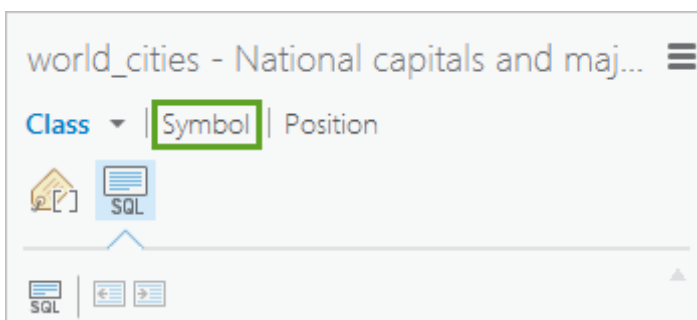 world_cities - National capitals and maj...
Class | Symbol | Position
SQL
SQL